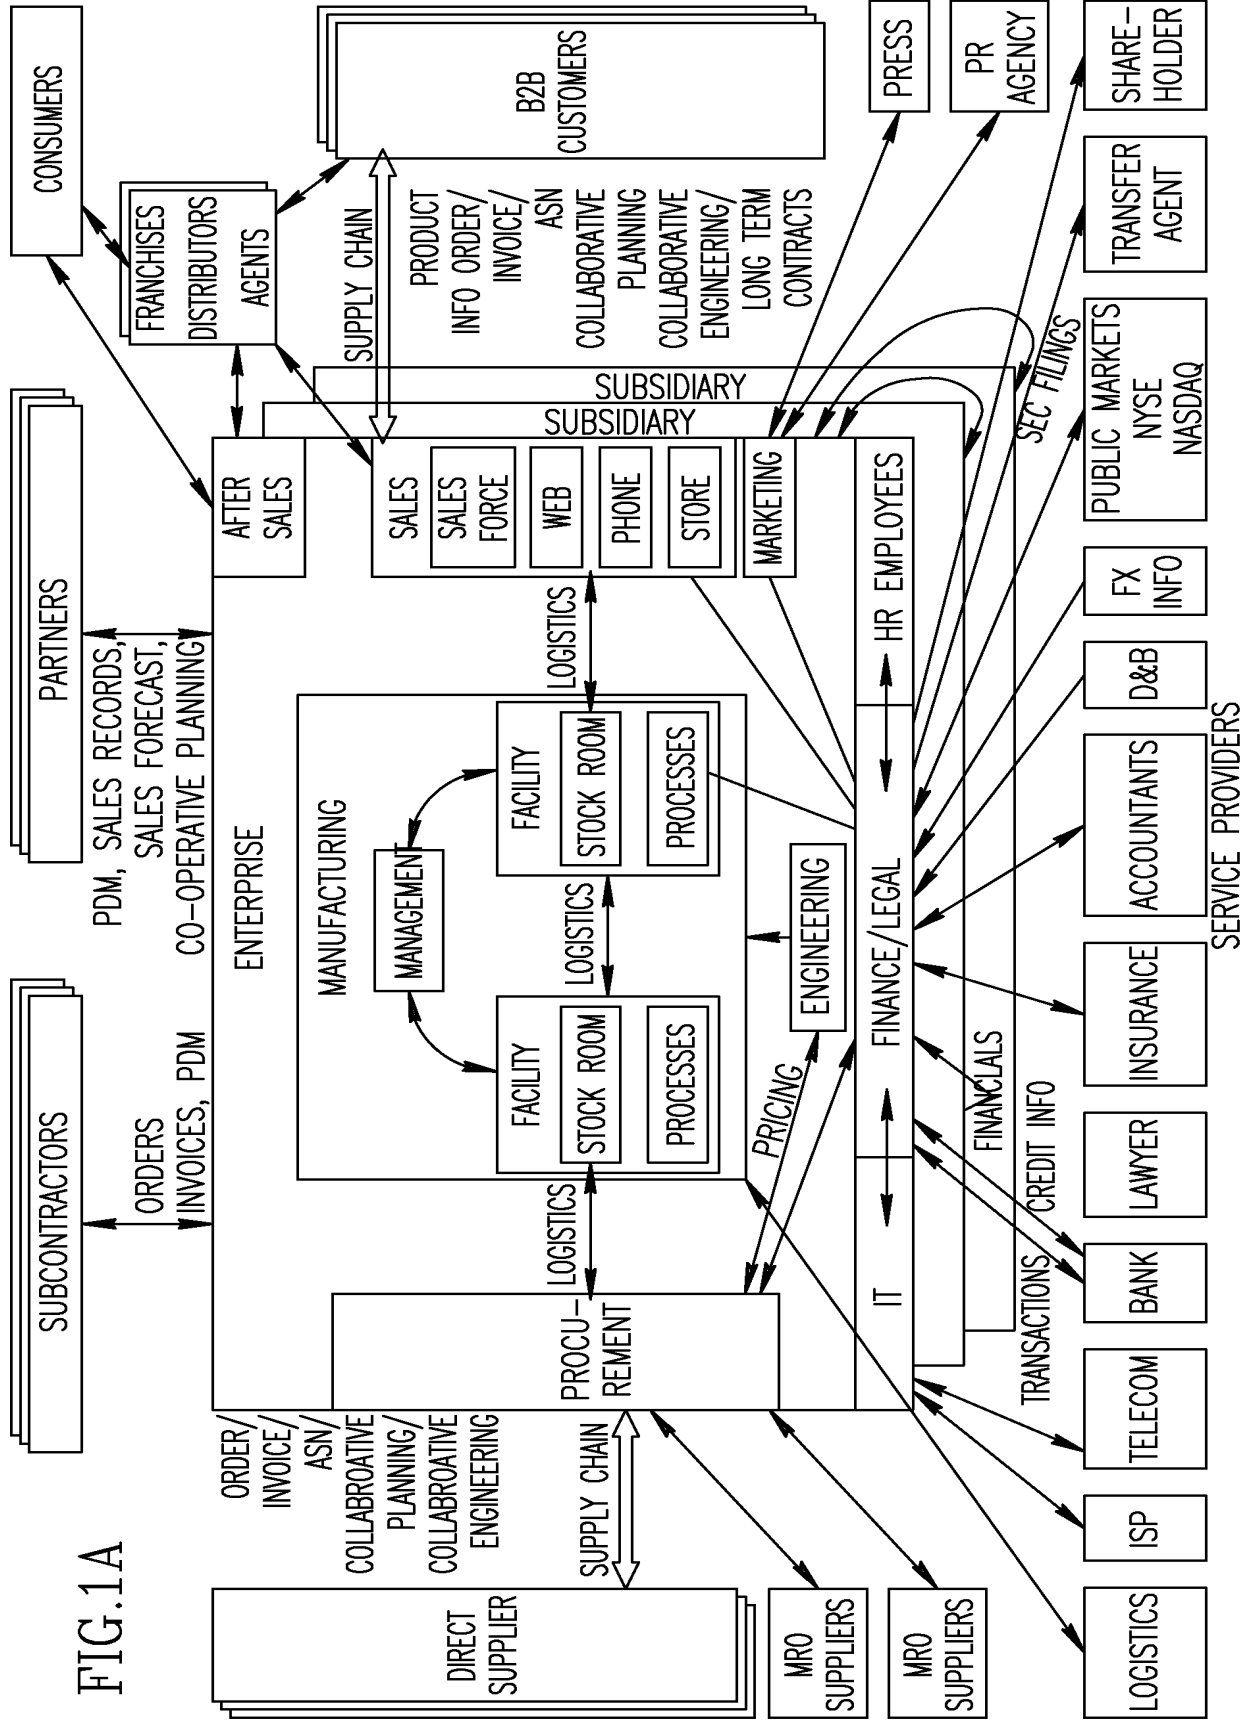 FIG.1A
SUBCONTRACTORS
PARTNERS
CONSUMERS
ORDERS
INVOICES, PDM
PDM, SALES RECORDS,
SALES FORECAST,
CO-OPERATIVE PLANNING
FRANCHISES
DISTRIBUTORS
AGENTS
ORDER/
INVOICE/
ASN/
COLLABROATIVE
PLANNING/
COLLABROATIVE
ENGINEERING
SUPPLY CHAIN
DIRECT
SUPPLIER
MRO
SUPPLIERS
MRO
SUPPLIERS
ENTERPRISE
AFTER
SALES
MANUFACTURING
MANAGEMENT
FACILITY
STOCK ROOM
PROCESSES
LOGISTICS
FACILITY
STOCK ROOM
PROCESSES
LOGISTICS
LOGISTICS
PROCU-
REMENT
PRICING
ENGINEERING
SALES
SALES
FORCE
WEB
PHONE
STORE
MARKETING
IT
FINANCE/LEGAL
HR EMPLOYEES
SUBSIDIARY
SUBSIDIARY
SUPPLY CHAIN
B2B
CUSTOMERS
PRODUCT
INFO ORDER/
INVOICE/
ASN
COLLABORATIVE
PLANNING
COLLABORATIVE
ENGINEERING/
LONG TERM
CONTRACTS
PRESS
PR
AGENCY
FINANCLALS
CREDIT INFO
TRANSACTIONS
SEC FILINGS
LOGISTICS
ISP
TELECOM
BANK
LAWYER
INSURANCE
ACCOUNTANTS
D&B
FX
INFO
PUBLIC MARKETS
NYSE
NASDAQ
TRANSFER
AGENT
SHARE-
HOLDER
SERVICE PROVIDERS